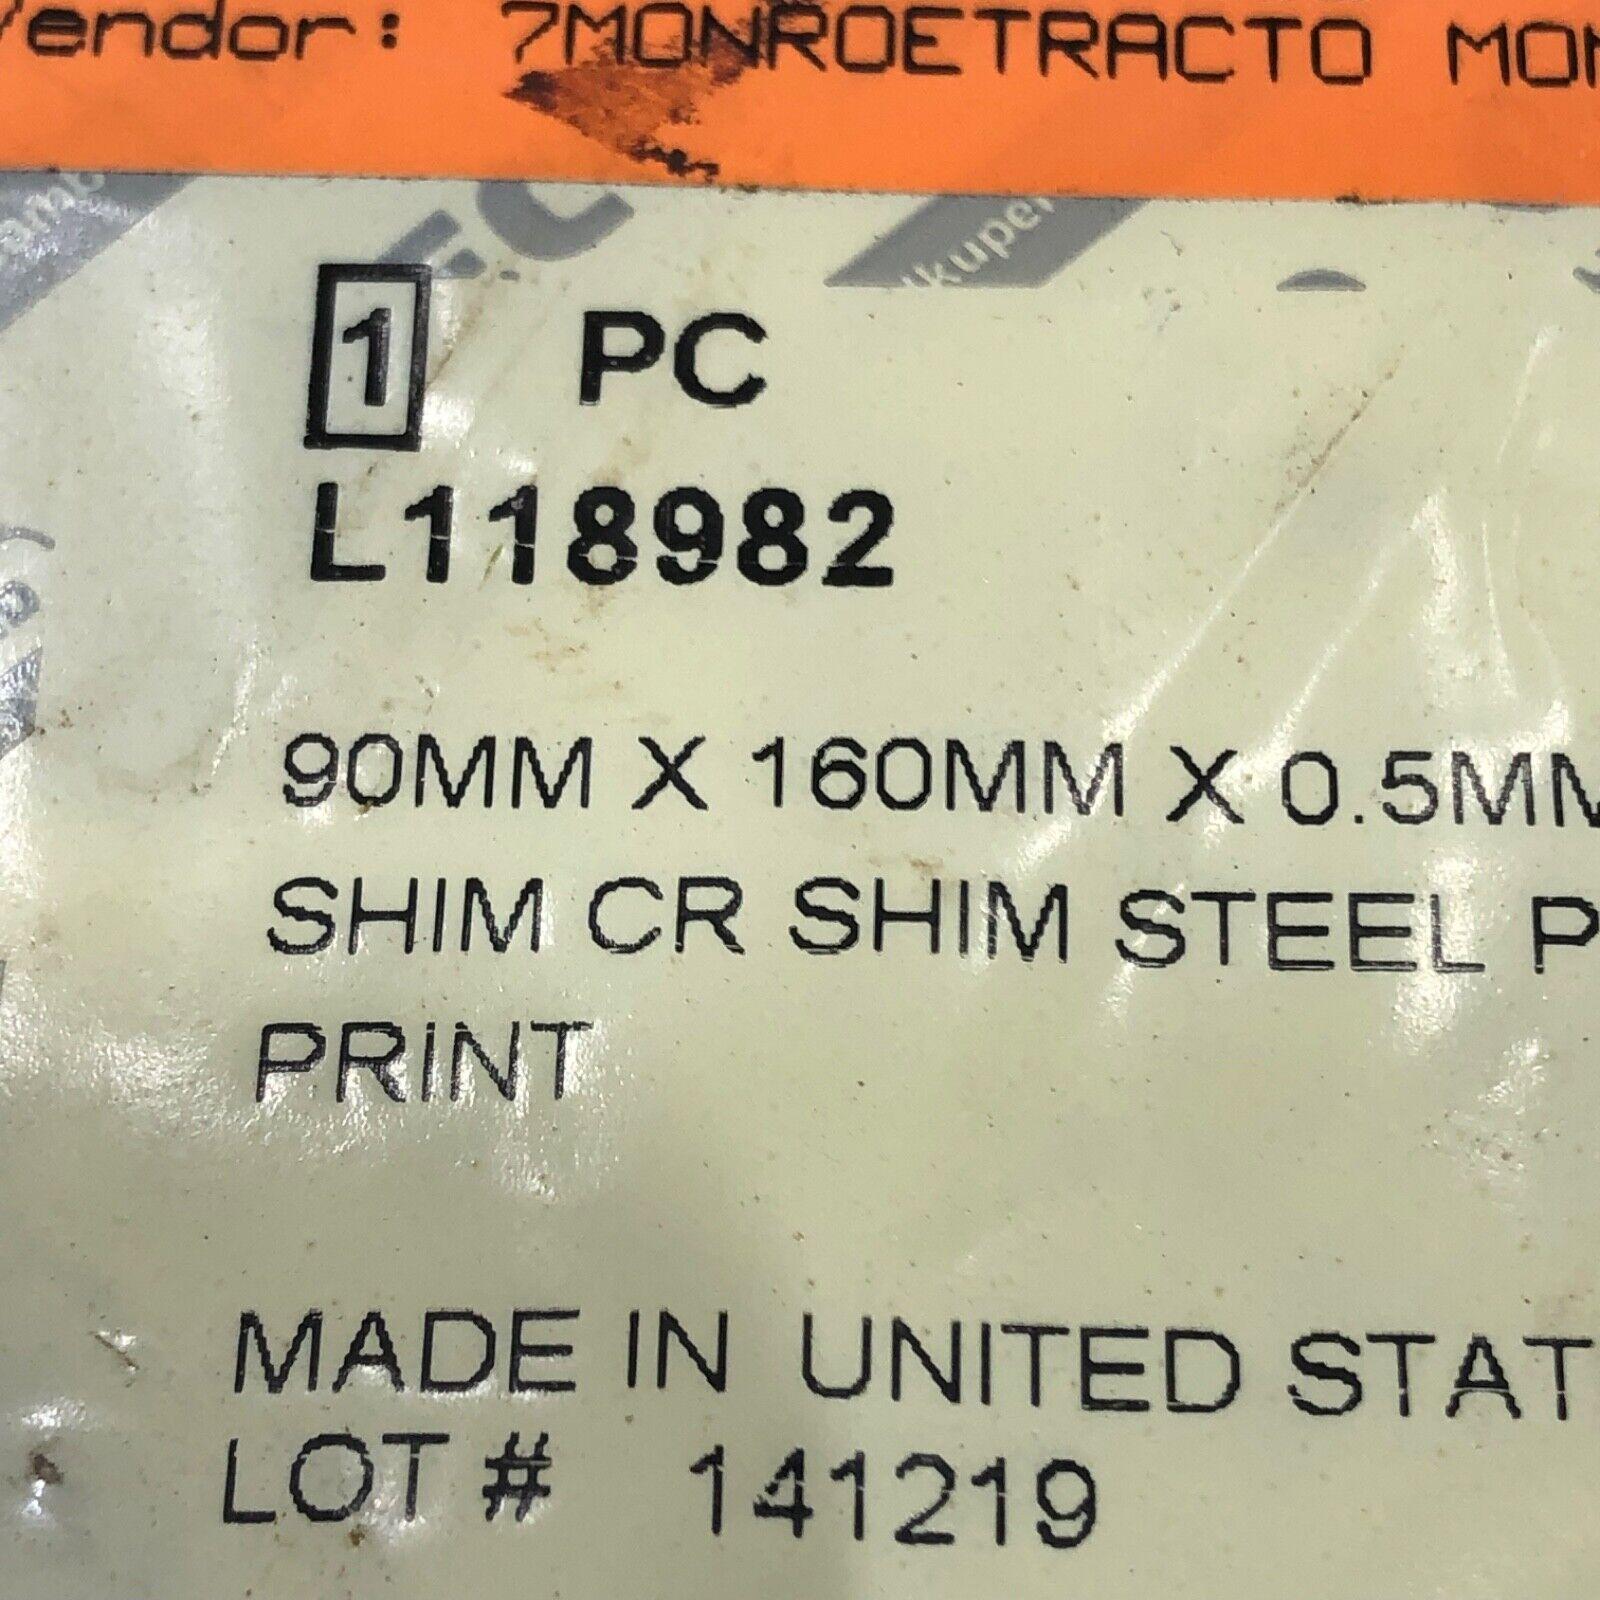 Vendor: 7MONROETRACTO MON
1 PC
L118982
90MM X 160MM X 0.5MM
SHIM CR SHIM STEEL P
PRINT
MADE IN UNITED STAT
LOT # 141219